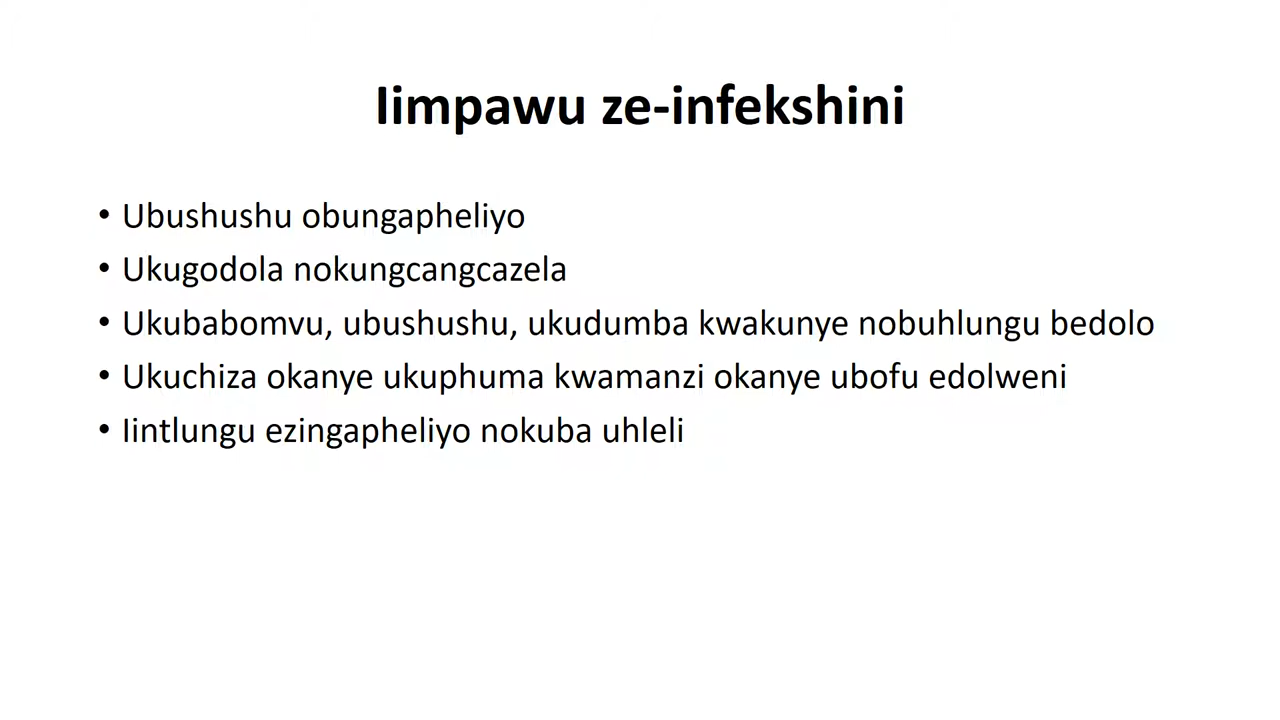 Iimpawu ze-infekshini
• Ubushushu obungapheliyo
• Ukugodola nokungcangcazela
• Ukubabomvu, ubushushu, ukudumba kwakunye nobuhlungu bedolo
• Ukuchiza okanye ukuphuma kwamanzi okanye ubofu edolweni
• Iintlungu ezingapheliyo nokuba uhleli